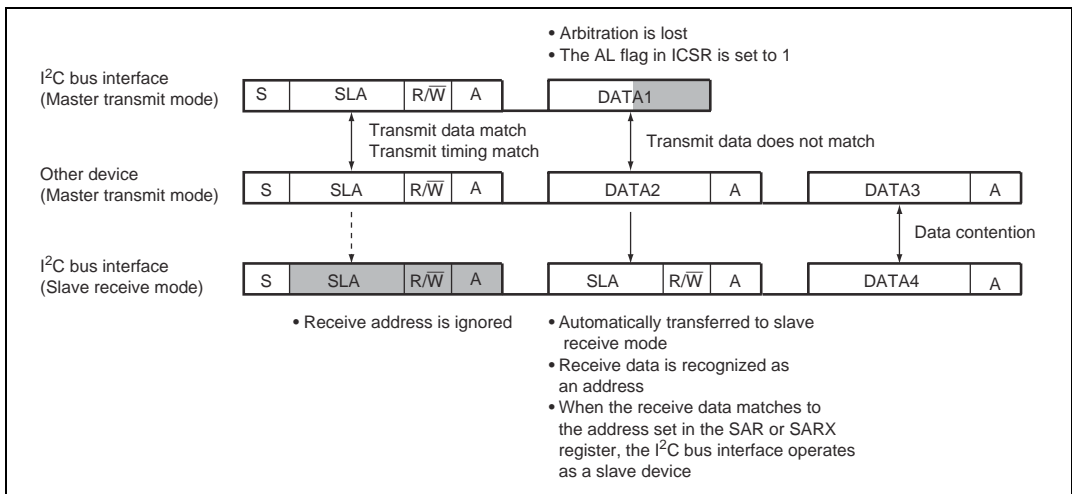 • Arbitration is lost
• The AL flag in ICSR is set to 1
I²C bus interface
(Master transmit mode)
S SLA R/W̅ A DATA1
Transmit data match
Transmit timing match
Transmit data does not match
Other device
(Master transmit mode)
S SLA R/W̅ A DATA2 A DATA3 A
Data contention
I²C bus interface
(Slave receive mode)
S SLA R/W̅ A SLA R/W̅ A DATA4 A
• Receive address is ignored
• Automatically transferred to slave
receive mode
• Receive data is recognized as
an address
• When the receive data matches to
the address set in the SAR or SARX
register, the I²C bus interface operates
as a slave device